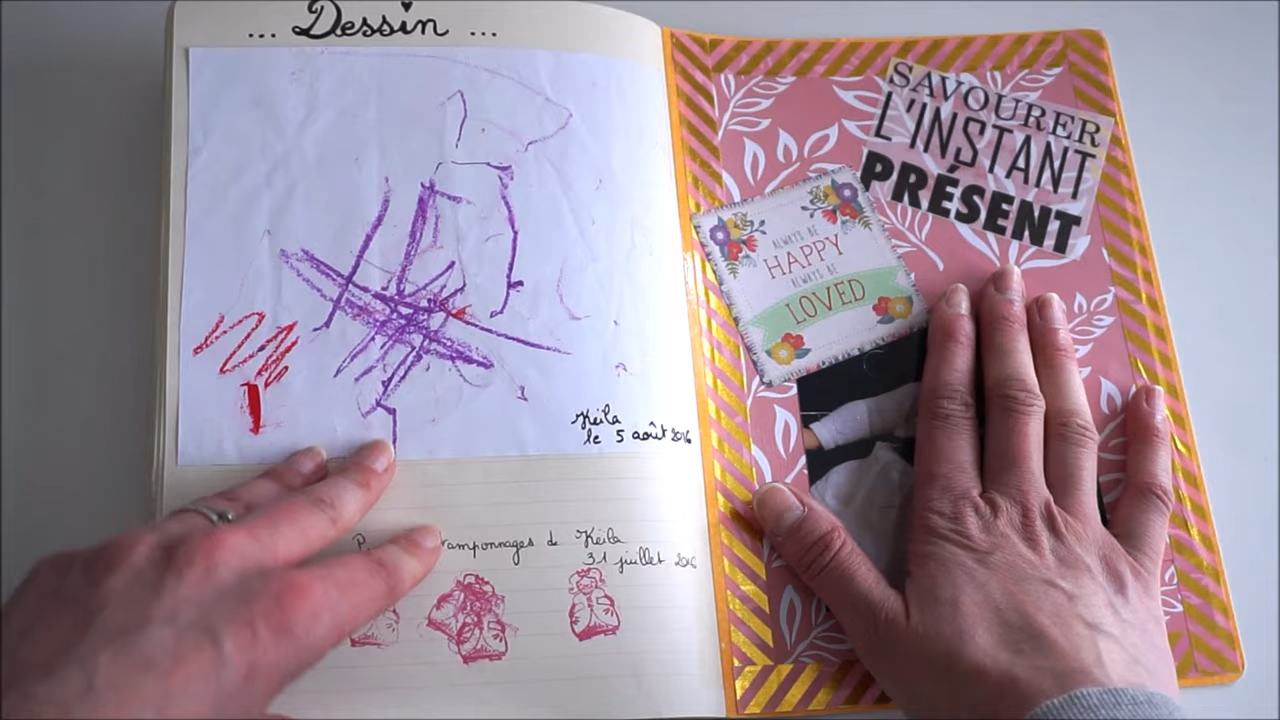 ... Dessin ...
Keila
le 5 août 2016
tamponnages de Keila
31 juillet 2016
SAVOURER
L'INSTANT
PRÉSENT
ALWAYS BE
HAPPY
ALWAYS BE
LOVED